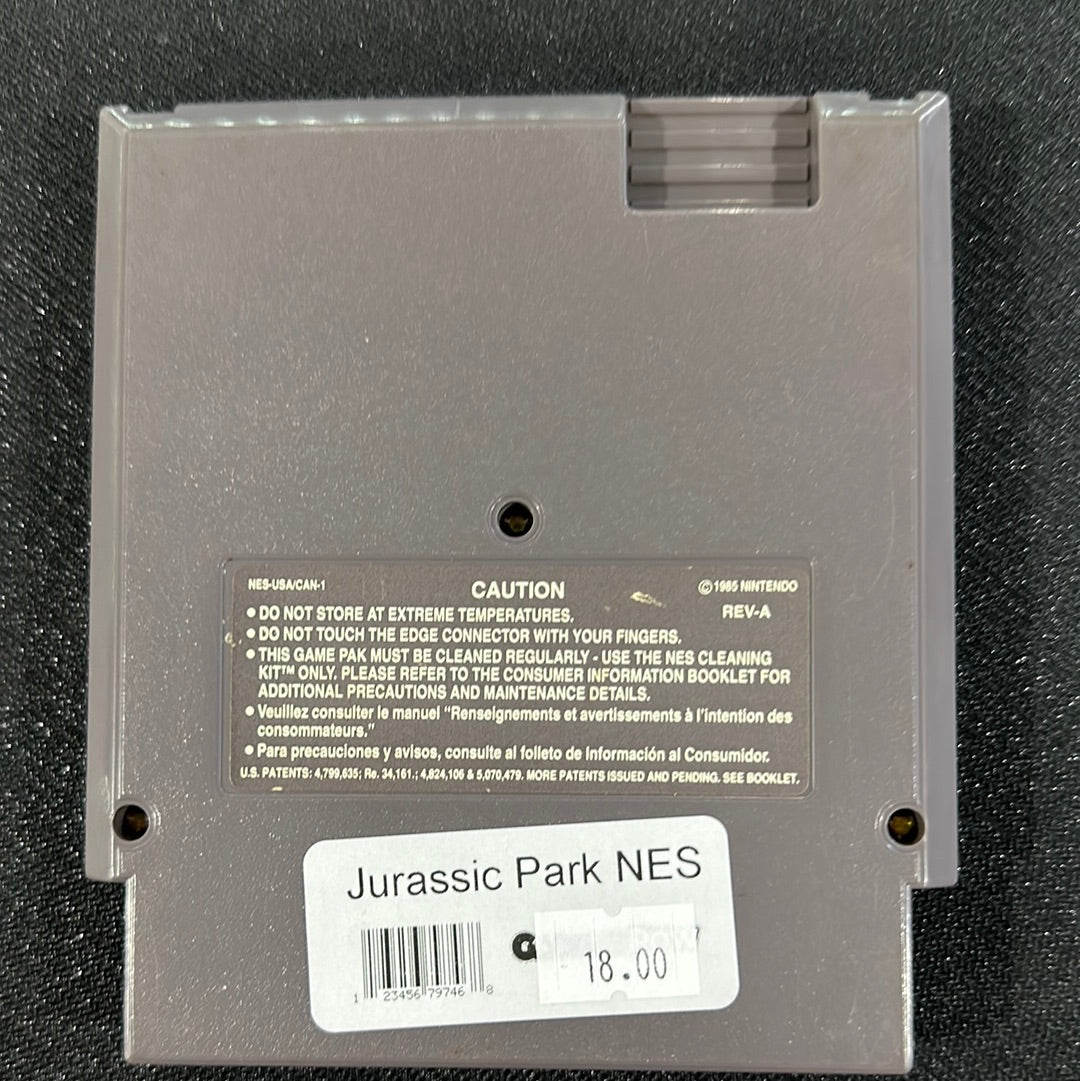 NES-USA/CAN-1 CAUTION ©1985 NINTENDO
REV-A
● DO NOT STORE AT EXTREME TEMPERATURES.
● DO NOT TOUCH THE EDGE CONNECTOR WITH YOUR FINGERS.
● THIS GAME PAK MUST BE CLEANED REGULARLY - USE THE NES CLEANING
KIT™ ONLY. PLEASE REFER TO THE CONSUMER INFORMATION BOOKLET FOR
ADDITIONAL PRECAUTIONS AND MAINTENANCE DETAILS.
● Veuillez consulter le manuel "Renseignements et avertissements à l'intention des
consommateurs."
● Para precauciones y avisos, consulte al folleto de Información al Consumidor.
U.S. PATENTS: 4,799,635; Re. 34,161.; 4,824,106 & 5,070,479. MORE PATENTS ISSUED AND PENDING. SEE BOOKLET.
Jurassic Park NES
18.00
1 23456 79746 8